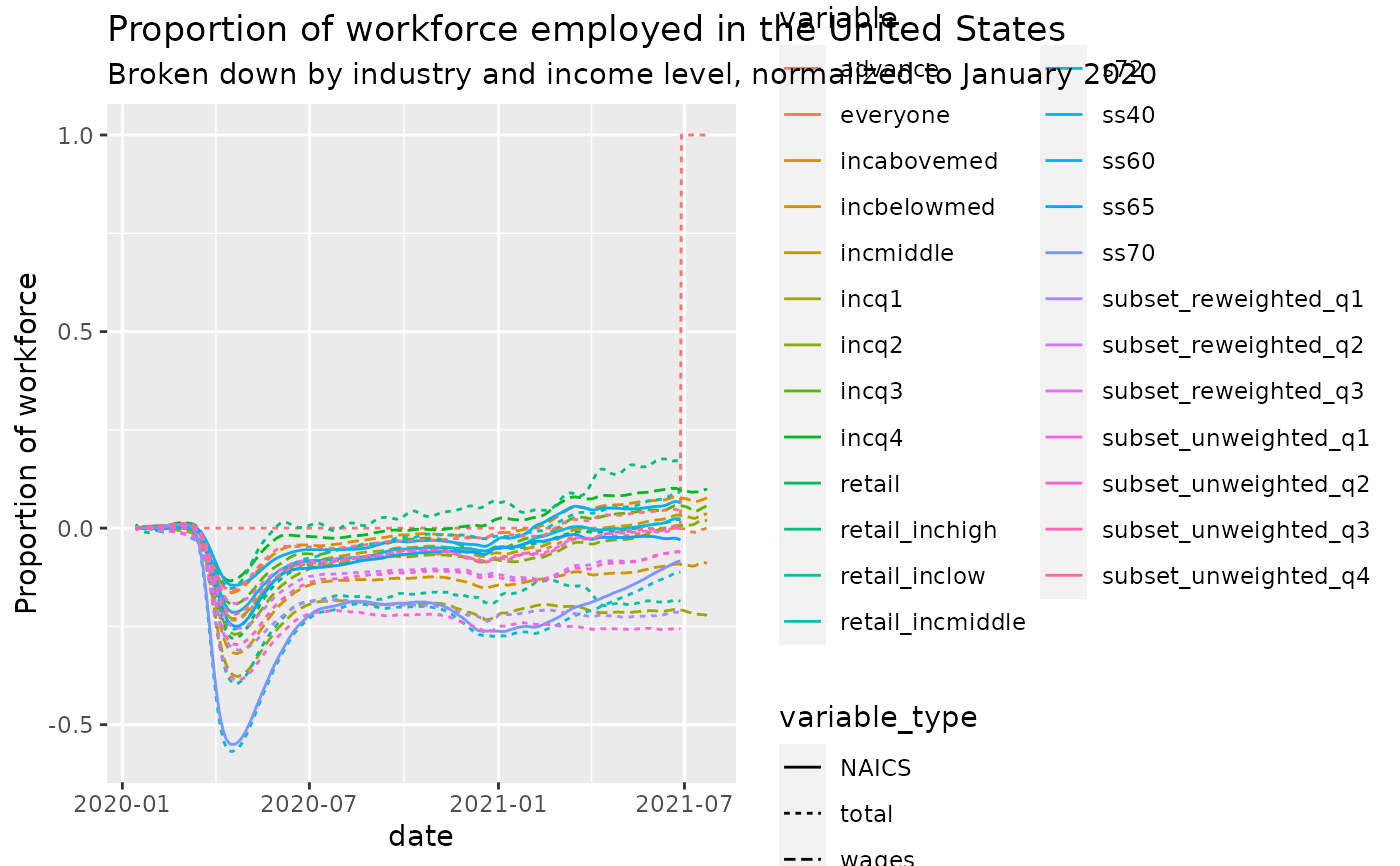 Proportion of workforce employed in the United States
Broken down by industry and income level, normalized to January 2020
Proportion of workforce
1.0
0.5
0.0
-0.5
2020-01
2020-07
2021-01
2021-07
date
variable
advance
everyone
incabovemed
incbelowmed
incmiddle
incq1
incq2
incq3
incq4
retail
retail_inchigh
retail_inclow
retail_incmiddle
s72
ss40
ss60
ss65
ss70
subset_reweighted_q1
subset_reweighted_q2
subset_reweighted_q3
subset_unweighted_q1
subset_unweighted_q2
subset_unweighted_q3
subset_unweighted_q4
variable_type
NAICS
total
wages